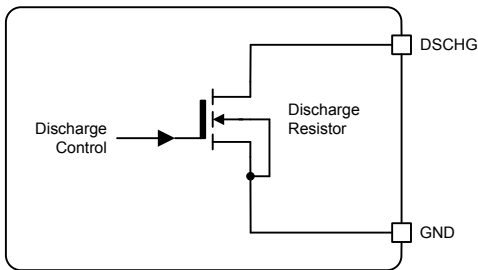 DSCHG
Discharge
Resistor
Discharge
Control
GND